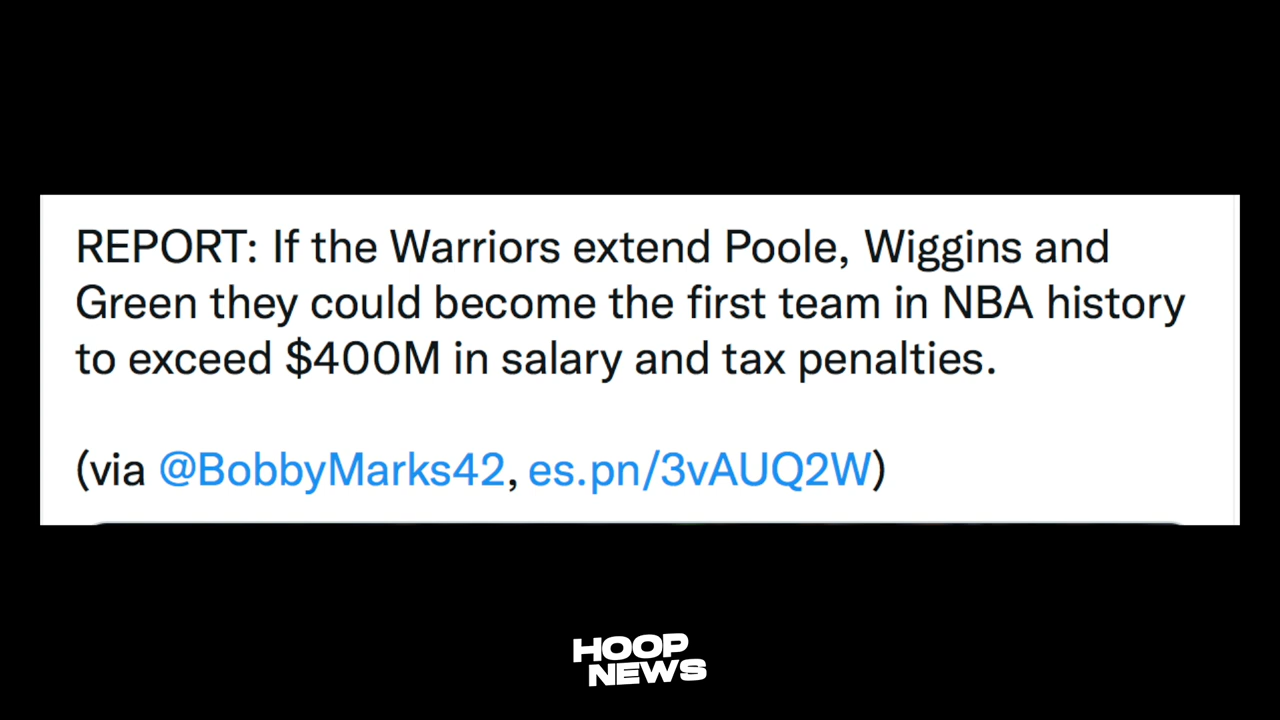 REPORT: If the Warriors extend Poole, Wiggins and
Green they could become the first team in NBA history
to exceed $400M in salary and tax penalties.
(via @BobbyMarks42, es.pn/3vAUQ2W)
HOOP
NEWS